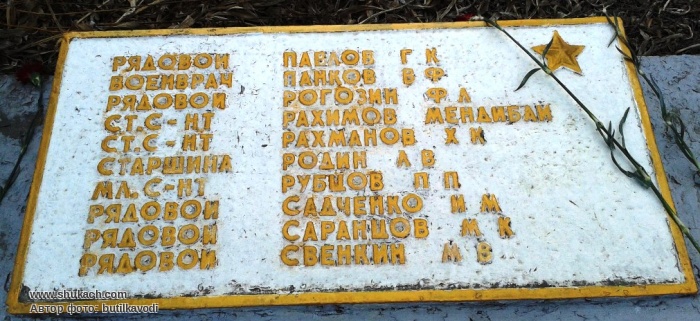 РЯДОВОЙ ПАВЛОВ Г К
ВОЕНВРАЧ ПАНКОВ В Ф
РЯДОВОЙ РОГОЗИН Ф Л
СТ. С-НТ РАХИМОВ МЕНДИБАЙ
СТ. С-НТ РАХМАНОВ Х К
СТАРШИНА РОДИН А В
МЛ. С-НТ РУБЦОВ П П
РЯДОВОЙ САДЧЕНКО И М
РЯДОВОЙ САРАНЦОВ М К
РЯДОВОЙ СВЕНКИН М В
www.shukach.com
Автор фото: butilkavodi